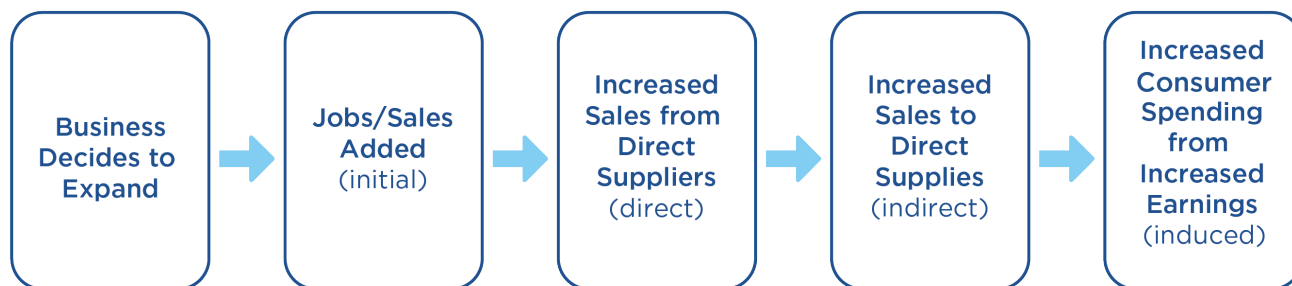 Business
Decides to
Expand
Jobs/Sales
Added
(initial)
Increased
Sales from
Direct
Suppliers
(direct)
Increased
Sales to
Direct
Supplies
(indirect)
Increased
Consumer
Spending
from
Increased
Earnings
(induced)